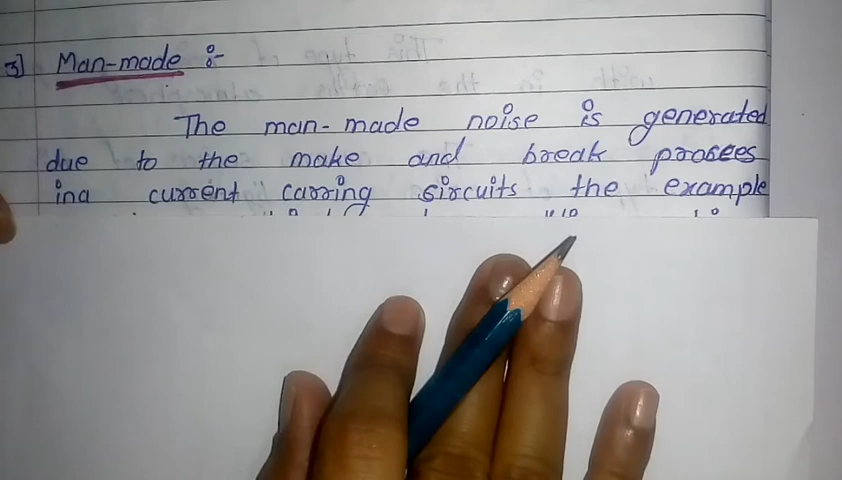 3] Man-made :-
The man-made noise is generated
due to the make and break prosees
ina current carring sircuits the example